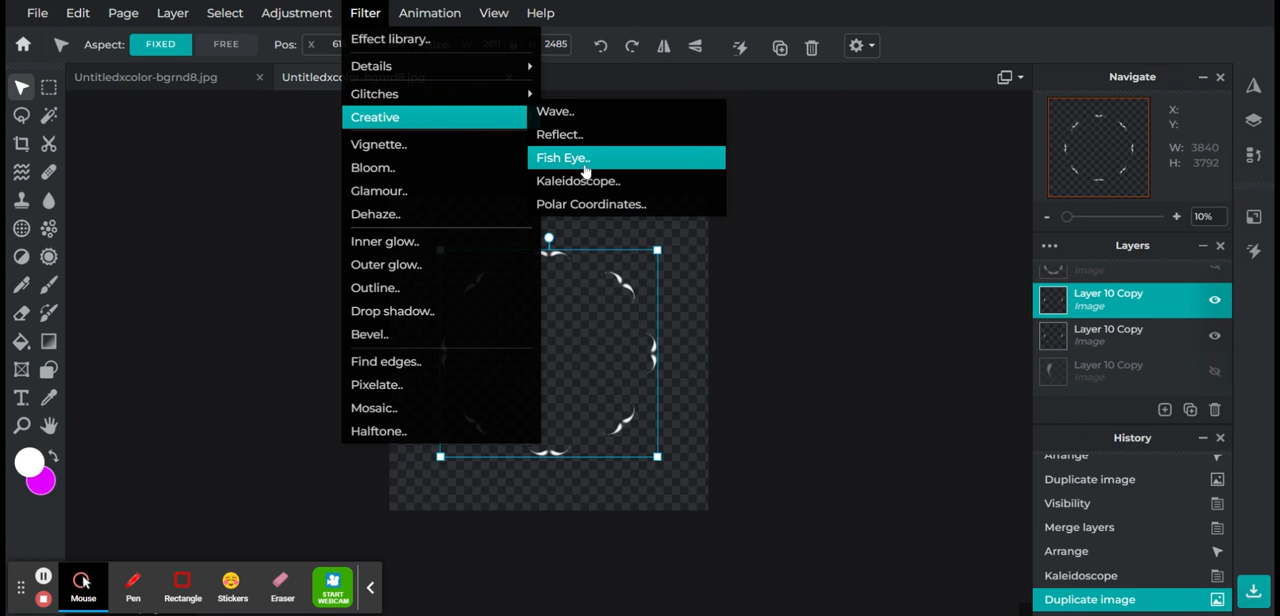 File Edit Page Layer Select Adjustment Filter Animation View Help
Aspect: FIXED FREE Pos: X 2485
Untitledxcolor-bgrnd8.jpg × Untitledxcolor-bgrnd8.jpg ×
Effect library..
Details
Glitches
Creative
Vignette..
Bloom..
Glamour..
Dehaze..
Inner glow..
Outer glow..
Outline..
Drop shadow..
Bevel..
Find edges..
Pixelate..
Mosaic..
Halftone..
Wave..
Reflect..
Fish Eye..
Kaleidoscope..
Polar Coordinates..
Navigate
X:
Y:
W: 3840
H: 3792
- + 10%
Layers
Image
Layer 10 Copy
Image
Layer 10 Copy
Image
Layer 10 Copy
Image
History
Arrange
Duplicate image
Visibility
Merge layers
Arrange
Kaleidoscope
Duplicate image
Mouse Pen Rectangle Stickers Eraser
START
WEBCAM